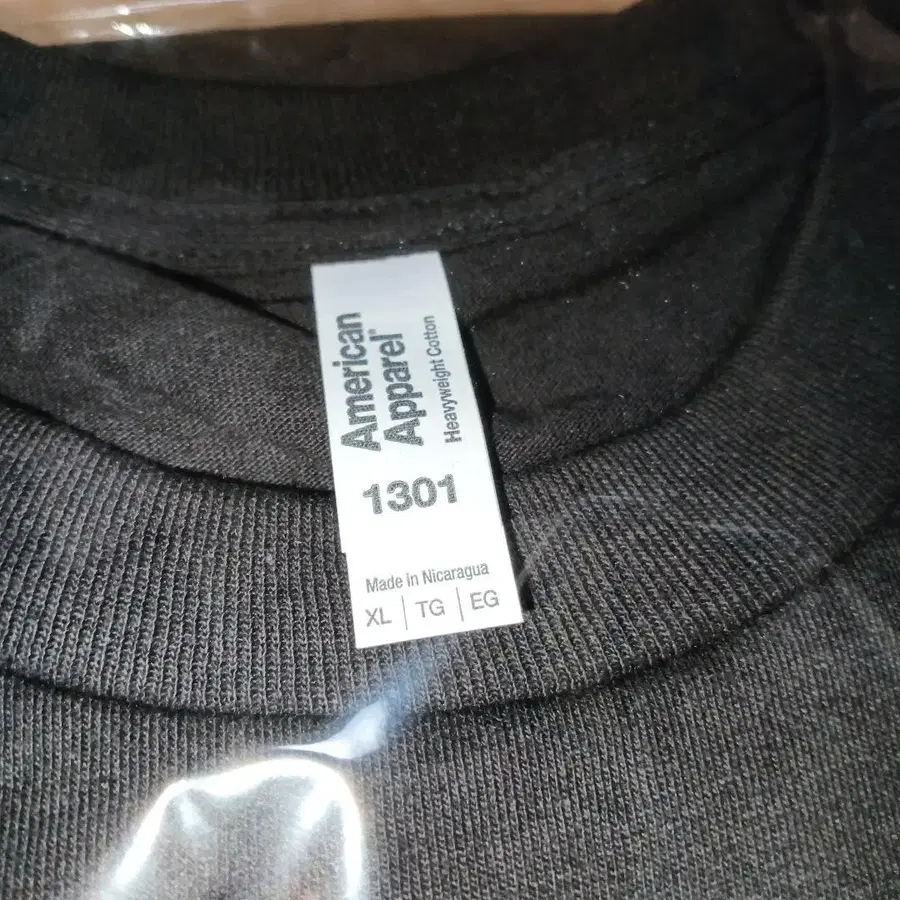 American
Apparel®
Heavyweight Cotton
1301
Made in Nicaragua
XL | TG | EG